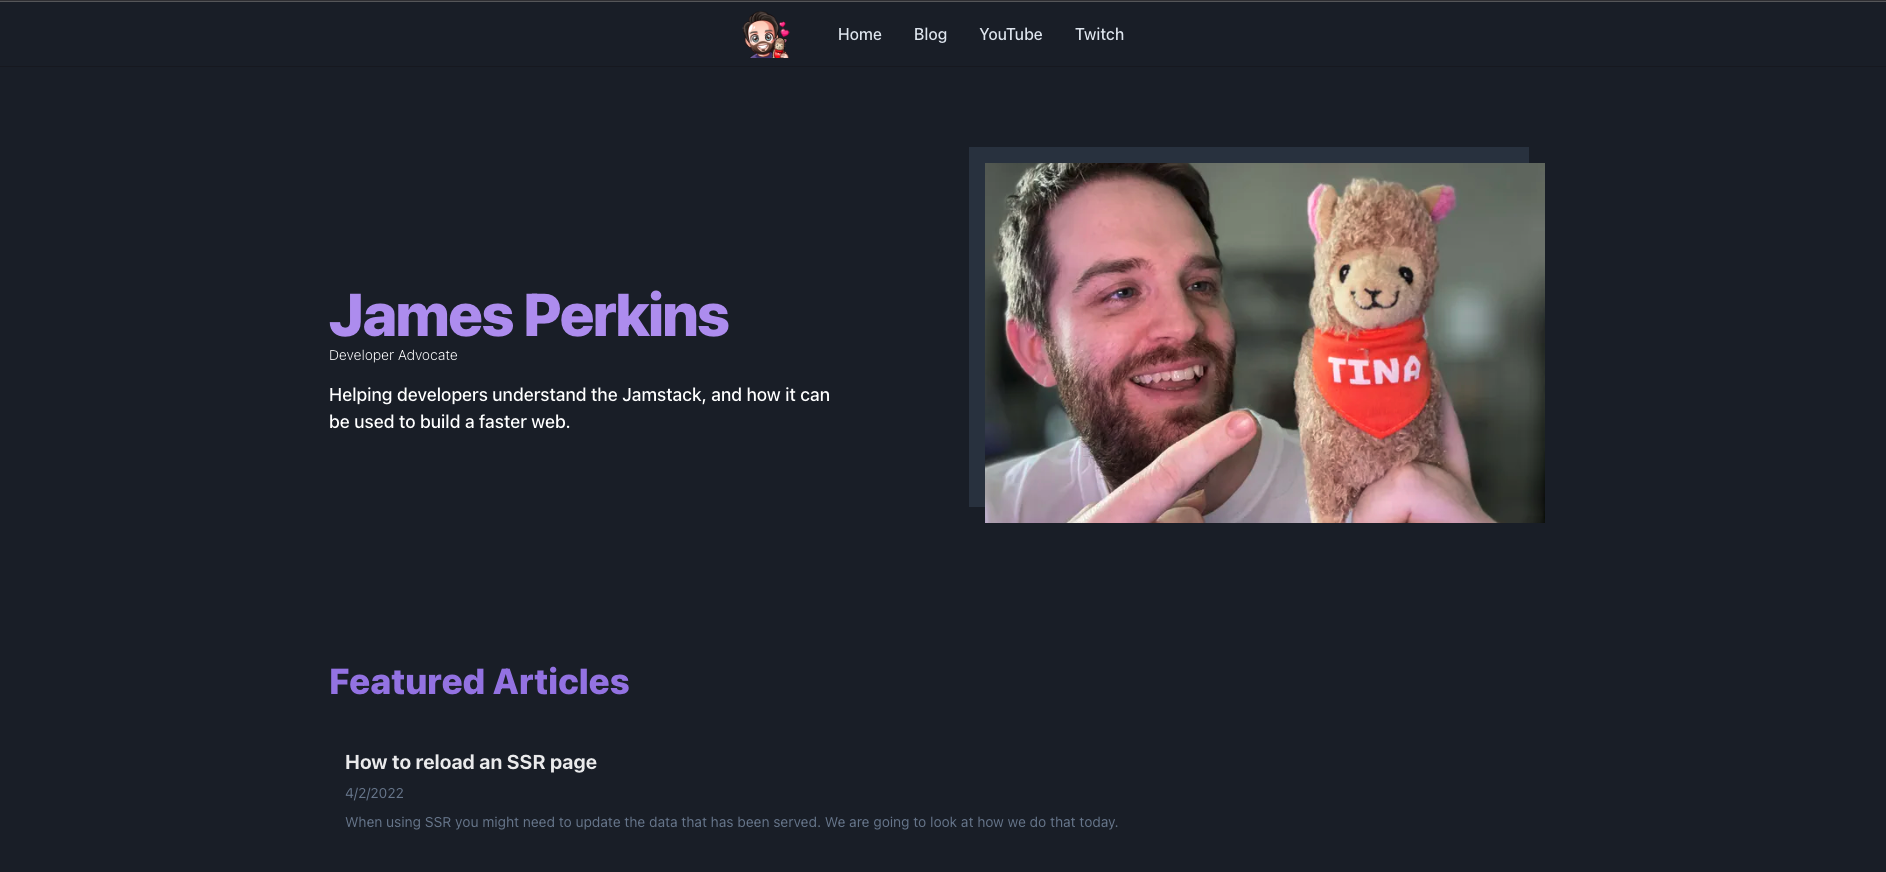 Home Blog YouTube Twitch
James Perkins
Developer Advocate
Helping developers understand the Jamstack, and how it can
be used to build a faster web.
TINA
Featured Articles
How to reload an SSR page
4/2/2022
When using SSR you might need to update the data that has been served. We are going to look at how we do that today.